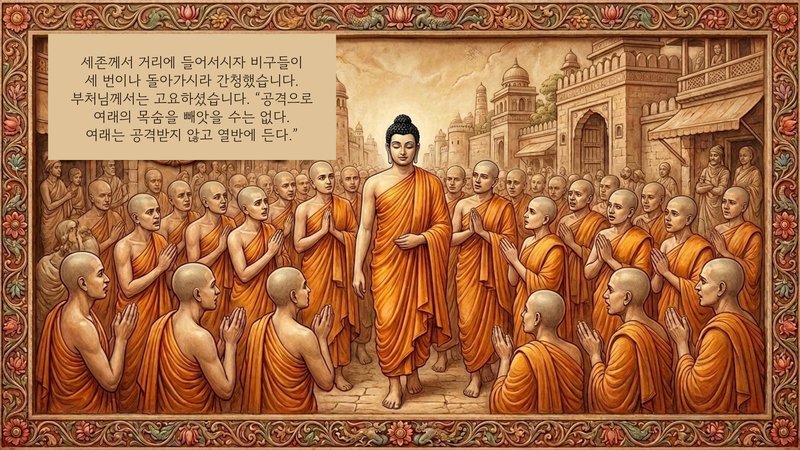 세존께서 거리에 들어서시자 비구들이
세 번이나 돌아가시라 간청했습니다.
부처님께서는 고요하셨습니다. “공격으로
여래의 목숨을 빼앗을 수는 없다.
여래는 공격받지 않고 열반에 든다.”